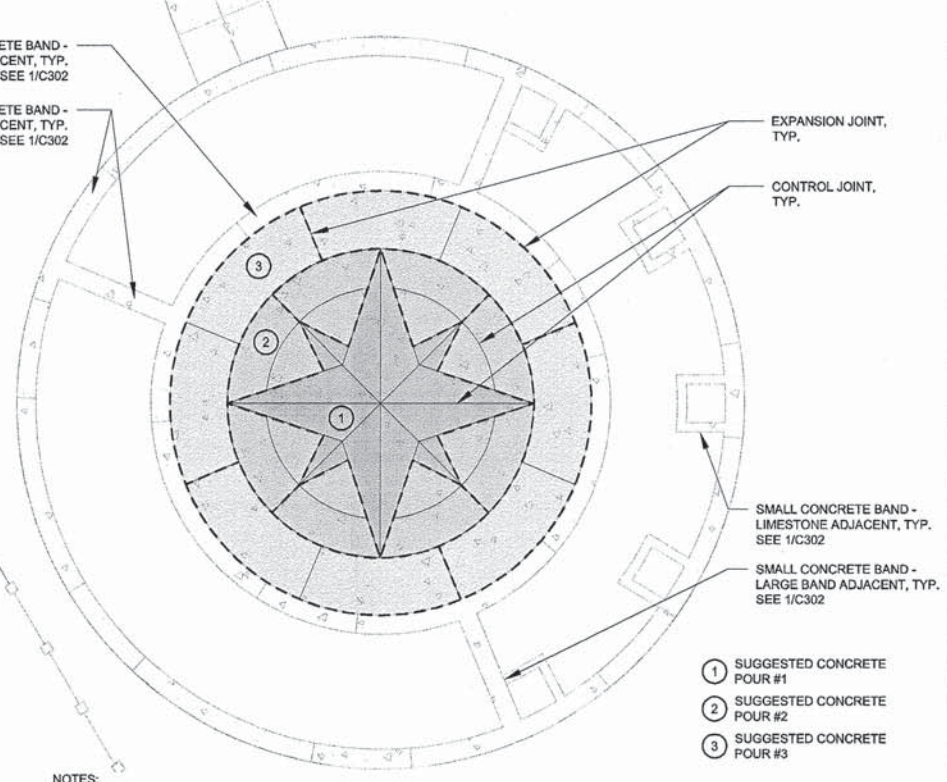 ETE BAND -
CENT, TYP.
SEE 1/C302
ETE BAND -
CENT, TYP.
SEE 1/C302
EXPANSION JOINT,
TYP.
CONTROL JOINT,
TYP.
3
2
1
SMALL CONCRETE BAND -
LIMESTONE ADJACENT, TYP.
SEE 1/C302
SMALL CONCRETE BAND -
LARGE BAND ADJACENT, TYP.
SEE 1/C302
1 SUGGESTED CONCRETE
POUR #1
2 SUGGESTED CONCRETE
POUR #2
3 SUGGESTED CONCRETE
POUR #3
NOTES: